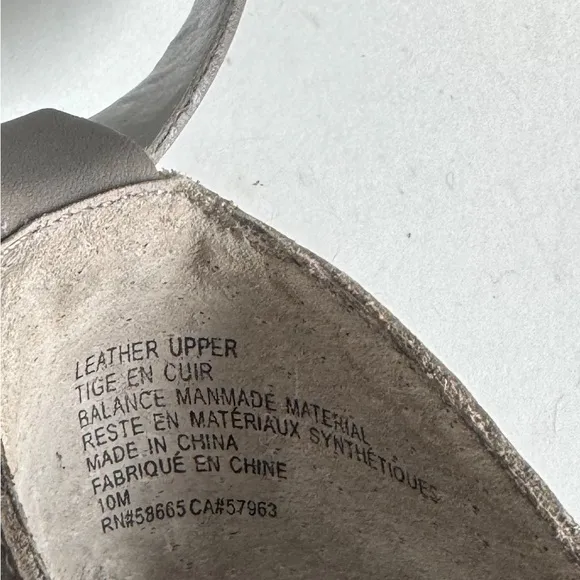 LEATHER UPPER
TIGE EN CUIR
BALANCE MANMADE MATERIAL
RESTE EN MATÉRIAUX SYNTHÉTIQUES
MADE IN CHINA
FABRIQUÉ EN CHINE
10M
RN#58665 CA#57963